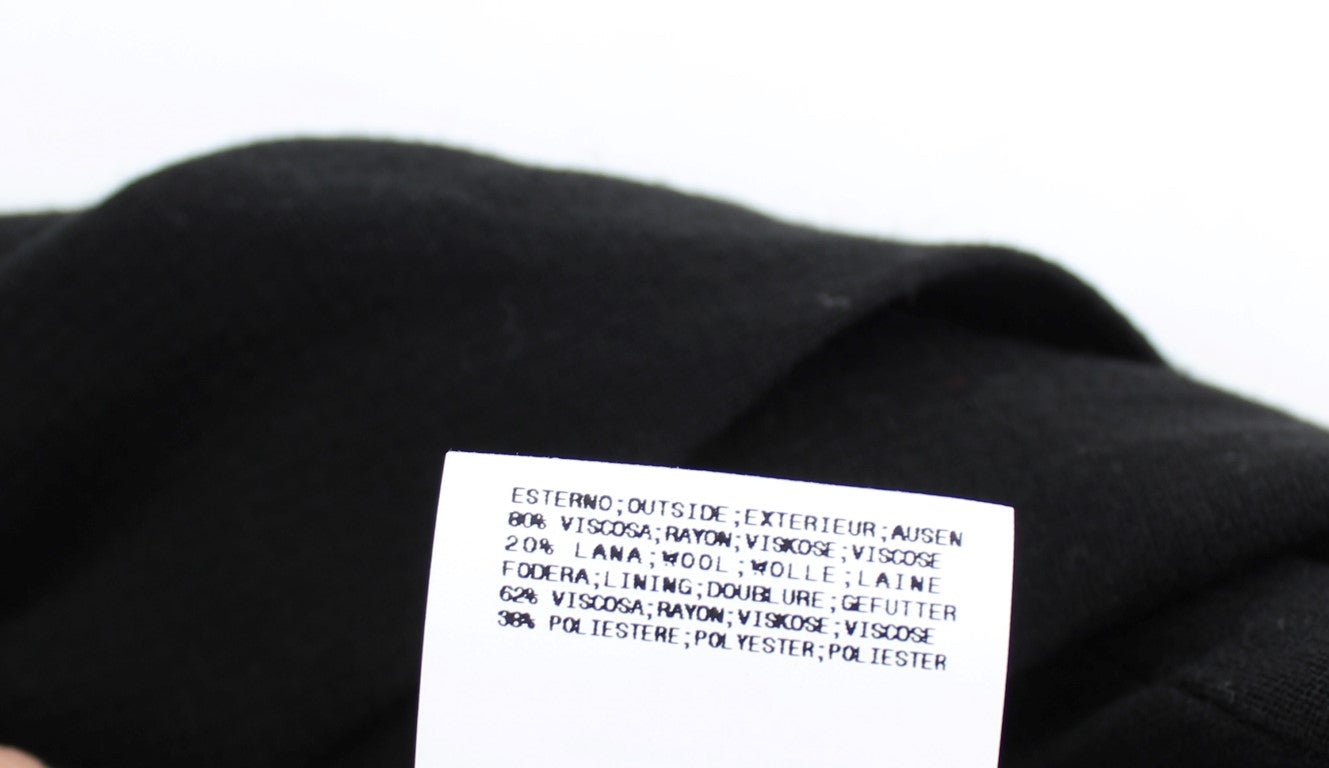 ESTERNO;OUTSIDE;EXTERIEUR;AUSEN
80% VISCOSA;RAYON;VISKOSE;VISCOSE
20% LANA;WOOL;WOLLE;LAINE
FODERA;LINING;DOUBLURE;GEFUTTER
62% VISCOSA;RAYON;VISKOSE;VISCOSE
38% POLIESTERE;POLYESTER;POLIESTER